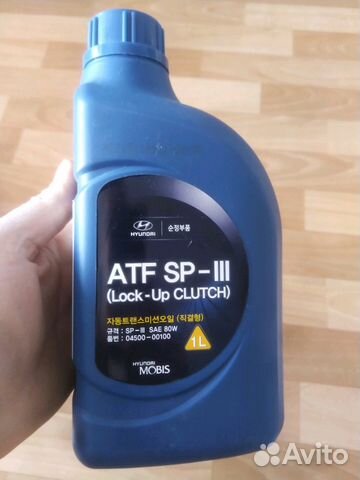 HYUNDAI
순정부품
ATF SP-III
(Lock-Up CLUTCH)
자동트랜스미션오일 (직결형)
규격 : SP-III SAE 80W
품번 : 04500-00100
1L
HYUNDAI
MOBIS
Avito